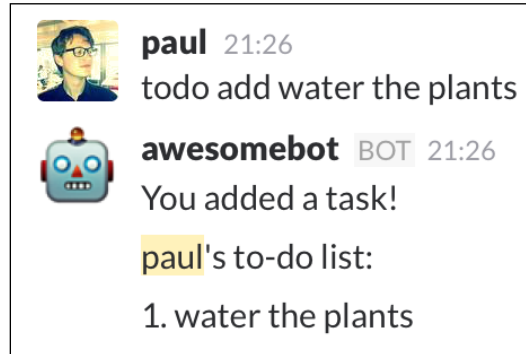 paul 21:26
todo add water the plants
awesomebot BOT 21:26
You added a task!
paul's to-do list:
1. water the plants